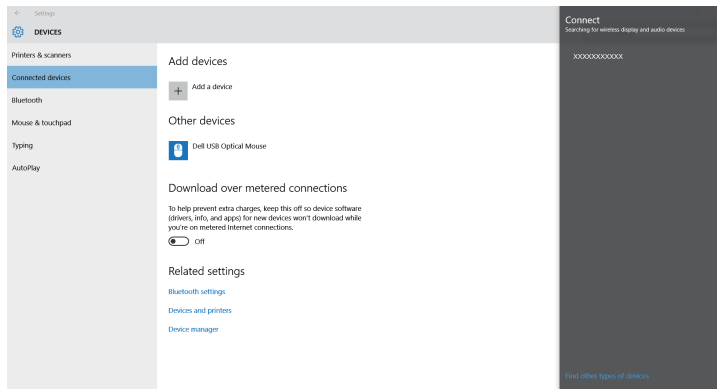 Settings
DEVICES
Printers & scanners
Connected devices
Bluetooth
Mouse & touchpad
Typing
AutoPlay
Add devices
Add a device
Other devices
Dell USB Optical Mouse
Download over metered connections
To help prevent extra charges, keep this off so device software
(drivers, info, and apps) for new devices won't download while
you're on metered Internet connections.
Off
Related settings
Bluetooth settings
Devices and printers
Device manager
Connect
Searching for wireless display and audio devices
XXXXXXXXXXX
Find other types of devices